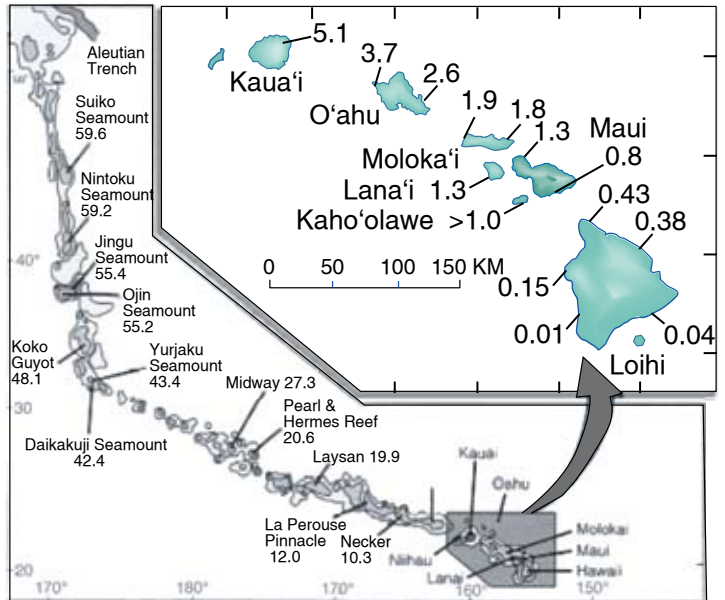 Aleutian
Trench
Suiko
Seamount
59.6
Nintoku
Seamount
59.2
40°
Jingu
Seamount
55.4
Ojin
Seamount
55.2
Koko
Guyot
48.1
Yurjaku
Seamount
43.4
30
Daikakuji Seamount
42.4
Midway 27.3
Pearl &
Hermes Reef
20.6
Laysan 19.9
La Perouse
Pinnacle
12.0
Necker
10.3
Kauai
Oahu
Niihau
Lanai
Molokai
Maui
Hawaii
20
170°
180°
170°
160°
150°
5.1
Kaua‘i
3.7
2.6
O‘ahu
1.9
1.8
Moloka‘i
1.3
Maui
0.8
Lana‘i 1.3
Kaho‘olawe >1.0
0.43
0.38
0.15
0.01
0.04
Loihi
0 50 100 150 KM